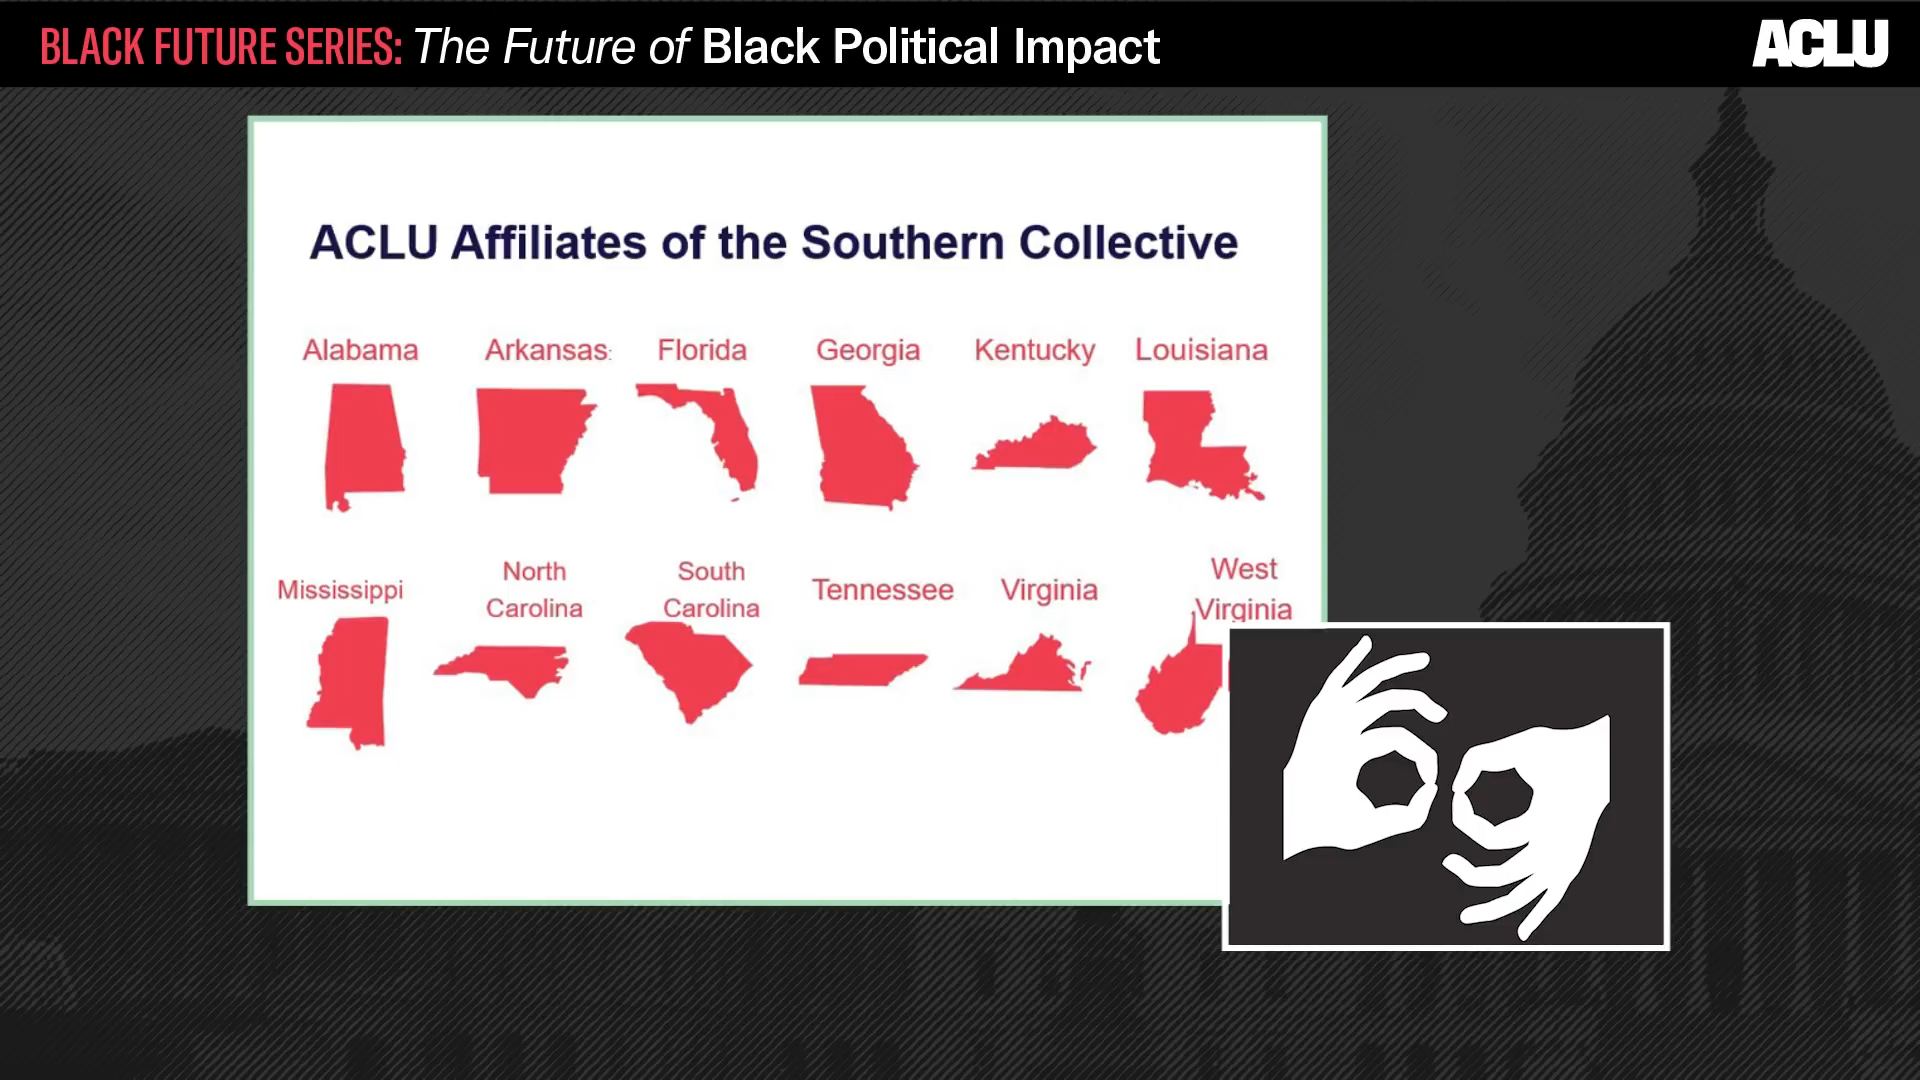 BLACK FUTURE SERIES: The Future of Black Political Impact
ACLU
ACLU Affiliates of the Southern Collective
Alabama
Arkansas:
Florida
Georgia
Kentucky
Louisiana
Mississippi
North
Carolina
South
Carolina
Tennessee
Virginia
West
Virginia